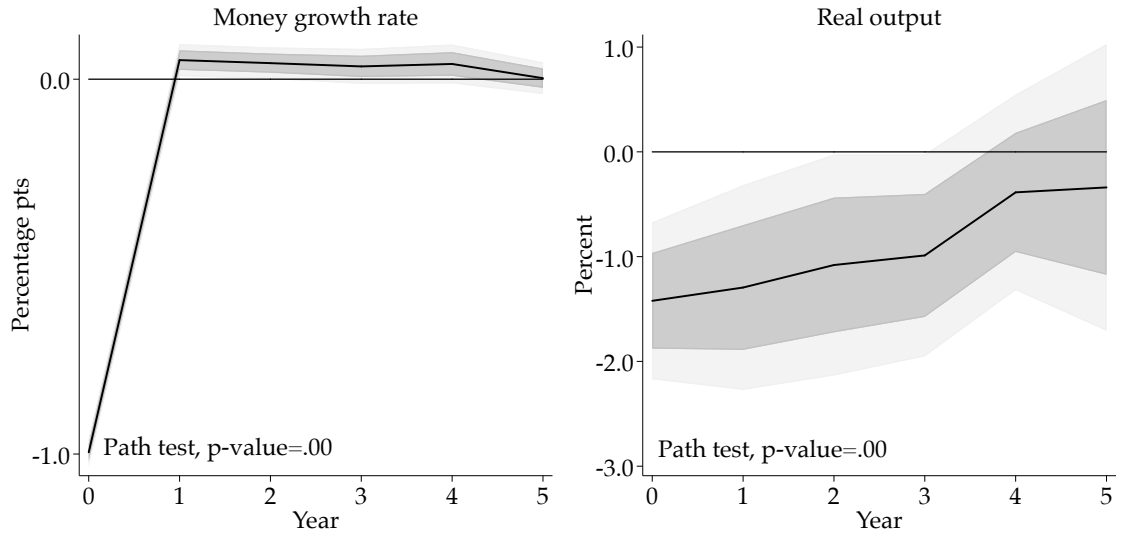 Money growth rate
Percentage pts
0.0
-1.0
Path test, p-value=.00
0 1 2 3 4 5
Year
Real output
Percent
1.0
0.0
-1.0
-2.0
-3.0
Path test, p-value=.00
0 1 2 3 4 5
Year